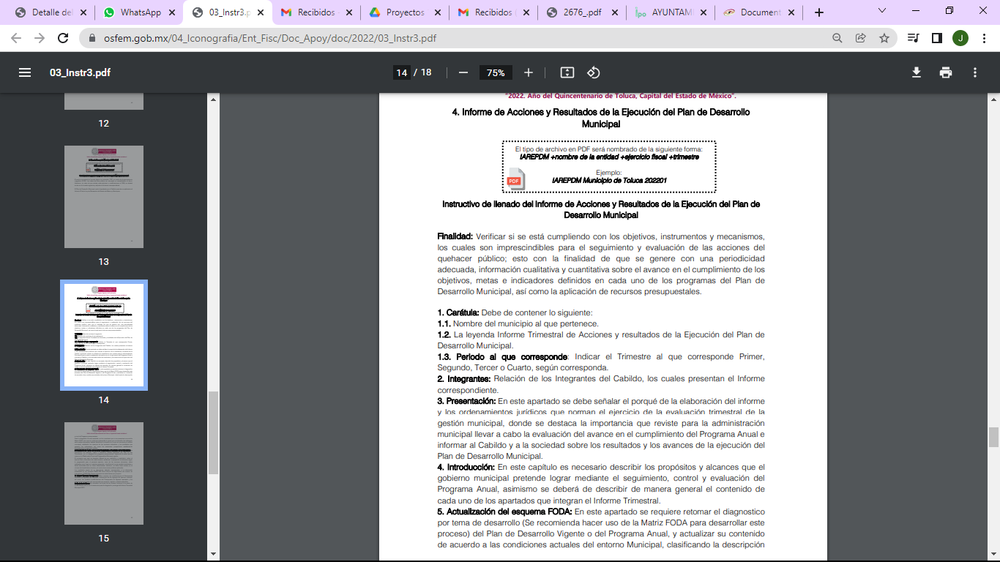 Detalle del
WhatsApp
03_Instr3.p
Recibidos
Proyectos
Recibidos
2676_.pdf
AYUNTAMI
Document
osfem.gob.mx/04_Iconografia/Ent_Fisc/Doc_Apoy/doc/2022/03_Instr3.pdf
J
03_Instr3.pdf
14 / 18
75%
12
13
14
15
"2022. Año del Quincentenario de Toluca, Capital del Estado de México".
4. Informe de Acciones y Resultados de la Ejecución del Plan de Desarrollo
Municipal
El tipo de archivo en PDF será nombrado de la siguiente forma:
IAREPDM +nombre de la entidad +ejercicio fiscal +trimestre
Ejemplo:
IAREPDM Municipio de Toluca 202201
PDF
Instructivo de llenado del Informe de Acciones y Resultados de la Ejecución del Plan de
Desarrollo Municipal
Finalidad: Verificar si se está cumpliendo con los objetivos, instrumentos y mecanismos,
los cuales son imprescindibles para el seguimiento y evaluación de las acciones del
quehacer público; esto con la finalidad de que se genere con una periodicidad
adecuada, información cualitativa y cuantitativa sobre el avance en el cumplimiento de los
objetivos, metas e indicadores definidos en cada uno de los programas del Plan de
Desarrollo Municipal, así como la aplicación de recursos presupuestales.
1. Carátula: Debe de contener lo siguiente:
1.1. Nombre del municipio al que pertenece.
1.2. La leyenda Informe Trimestral de Acciones y resultados de la Ejecución del Plan de
Desarrollo Municipal.
1.3. Periodo al que corresponde: Indicar el Trimestre al que corresponde Primer,
Segundo, Tercer o Cuarto, según corresponda.
2. Integrantes: Relación de los Integrantes del Cabildo, los cuales presentan el Informe
correspondiente.
3. Presentación: En este apartado se debe señalar el porqué de la elaboración del informe
y los ordenamientos jurídicos que norman el ejercicio de la evaluación trimestral de la
gestión municipal, donde se destaca la importancia que reviste para la administración
municipal llevar a cabo la evaluación del avance en el cumplimiento del Programa Anual e
informar al Cabildo y a la sociedad sobre los resultados y los avances de la ejecución del
Plan de Desarrollo Municipal.
4. Introducción: En este capítulo es necesario describir los propósitos y alcances que el
gobierno municipal pretende lograr mediante el seguimiento, control y evaluación del
Programa Anual, asimismo se deberá de describir de manera general el contenido de
cada uno de los apartados que integran el Informe Trimestral.
5. Actualización del esquema FODA: En este apartado se requiere retomar el diagnostico
por tema de desarrollo (Se recomienda hacer uso de la Matriz FODA para desarrollar este
proceso) del Plan de Desarrollo Vigente o del Programa Anual, y actualizar su contenido
de acuerdo a las condiciones actuales del entorno Municipal, clasificando la descripción